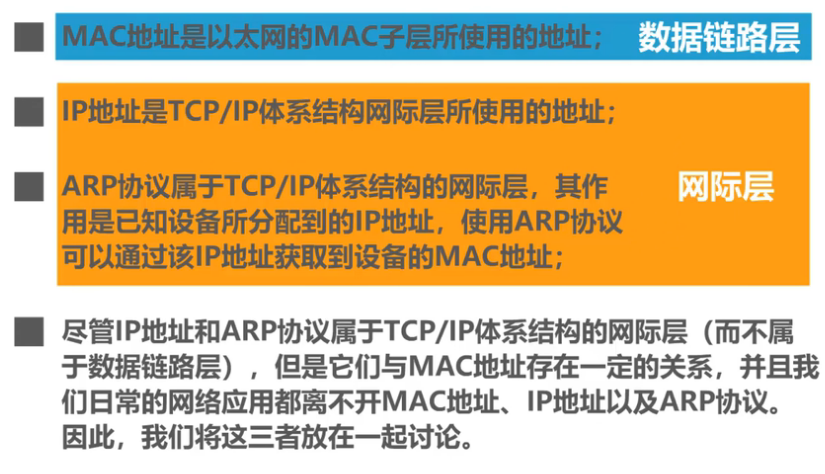 MAC地址是以太网的MAC子层所使用的地址； 数据链路层
IP地址是TCP/IP体系结构网际层所使用的地址；
ARP协议属于TCP/IP体系结构的网际层，其作
网际层
用是已知设备所分配到的IP地址，使用ARP协议
可以通过该IP地址获取到设备的MAC地址；
尽管IP地址和ARP协议属于TCP/IP体系结构的网际层（而不属
于数据链路层），但是它们与MAC地址存在一定的关系，并且我
们日常的网络应用都离不开MAC地址、IP地址以及ARP协议。
因此，我们将这三者放在一起讨论。